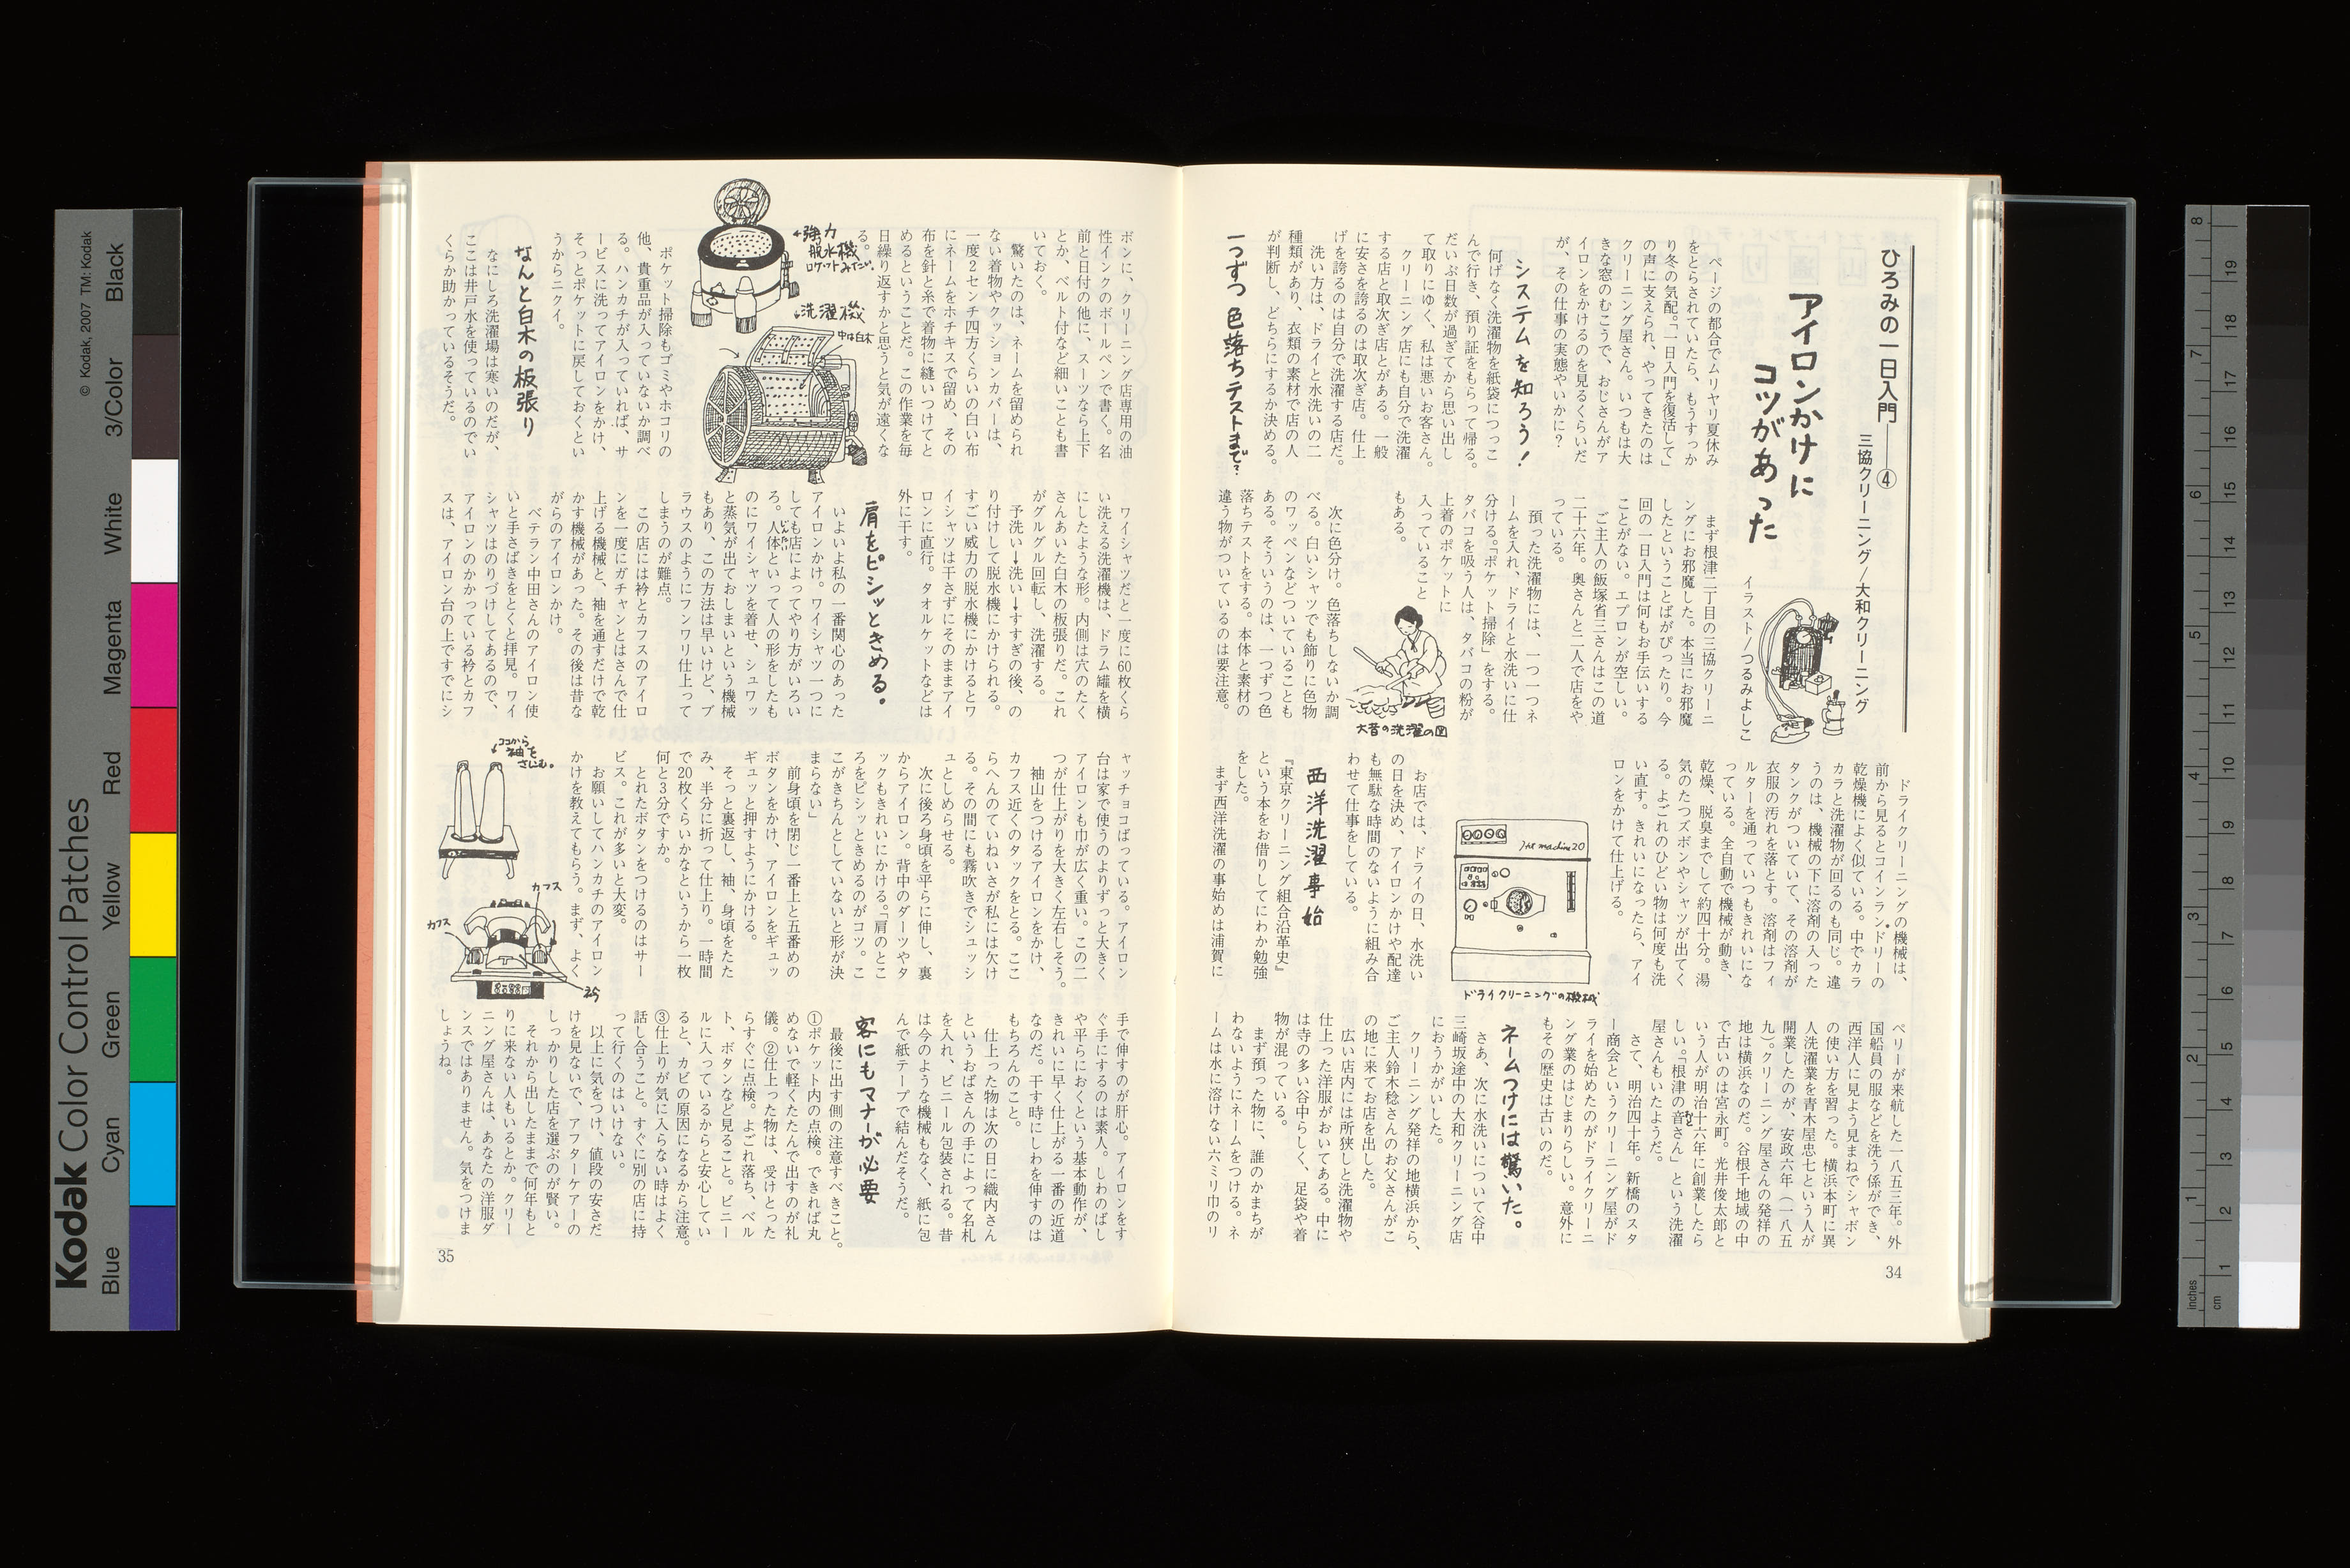 ひろみの一日入門――④
三協クリーニング/大和クリーニング
アイロンかけに
コツがあった
イラスト/つるみよしこ
ページの都合でムリヤリ夏休み
をとらされていたら、もうすっか
り冬の気配。「一日入門を復活して」
の声に支えられ、やってきたのは
クリーニング屋さん。いつもは大
きな窓のむこうで、おじさんがア
イロンをかけるのを見るくらいだ
が、その仕事の実態やいかに?
システムを知ろう!
何げなく洗濯物を紙袋につっこ
んで行き、預り証をもらって帰る。
だいぶ日数が過ぎてから思い出し
て取りにゆく、私は悪いお客さん。
クリーニング店にも自分で洗濯
する店と取次ぎ店とがある。一般
に安さを誇るのは取次ぎ店。仕上
げを誇るのは自分で洗濯する店だ。
洗い方は、ドライと水洗いの二
種類があり、衣類の素材で店の人
が判断し、どちらにするか決める。
一つずつ色落ちテストまで?
まず根津二丁目の三協クリーニ
ングにお邪魔した。本当にお邪魔
したということばがぴったり。今
回の一日入門は何もお手伝いする
ことがない。エプロンが空しい。
ご主人の飯塚省三さんはこの道
二十六年。奥さんと二人で店をや
っている。
預った洗濯物には、一つ一つネ
ームを入れ、ドライと水洗いに仕
分ける。「ポケット掃除」をする。
タバコを吸う人は、タバコの粉が
上着のポケットに
入っていること
もある。
次に色分け。色落ちしないか調
べる。白いシャツでも飾りに色物
のワッペンなどついていることも
ある。そういうのは、一つずつ色
落ちテストをする。本体と素材の
違う物がついているのは要注意。
大昔の洗濯の図
ドライクリーニングの機械は、
前から見るとコインランドリーの
乾燥機によく似ている。中でカラ
カラと洗濯物が回るのも同じ。違
うのは、機械の下に溶剤の入った
タンクがついていて、その溶剤が
衣服の汚れを落とす。溶剤はフィ
ルターを通っていつもきれいにな
っている。全自動で機械が動き、
乾燥、脱臭までして約四十分。湯
気のたつズボンやシャツが出てく
る。よごれのひどい物は何度も洗
い直す。きれいになったら、アイ
ロンをかけて仕上げる。
Hot machine 20
ドライクリーニングの機械
お店では、ドライの日、水洗い
の日を決め、アイロンかけや配達
も無駄な時間のないように組み合
わせて仕事をしている。
西洋洗濯事始
『東京クリーニング組合沿革史』
という本をお借りしてにわか勉強
をした。
まず西洋洗濯の事始めは浦賀に
ペリーが来航した一八五三年。外
国船員の服などを洗う係ができ、
西洋人に見よう見まねでシャボン
の使い方を習った。横浜本町に異
人洗濯業を青木屋忠七という人が
開業したのが、安政六年(一八五
九)。クリーニング屋さんの発祥の
地は横浜なのだ。谷根千地域の中
で古いのは宮永町。光井俊太郎と
いう人が明治十六年に創業したら
しい。「根津の音さん」という洗濯
屋さんもいたようだ。
さて、明治四十年。新橋のスタ
ー商会というクリーニング屋がド
ライを始めたのがドライクリーニ
ング業のはじまりらしい。意外に
もその歴史は古いのだ。
ネームつけには驚いた。
さあ、次に水洗いについて谷中
三崎坂途中の大和クリーニング店
におうかがいした。
クリーニング発祥の地横浜から、
ご主人鈴木稔さんのお父さんがこ
の地に来てお店を出した。
広い店内には所狭しと洗濯物や
仕上った洋服がおいてある。中に
は寺の多い谷中らしく、足袋や着
物が混っている。
まず預った物に、誰のかまちが
わないようにネームをつける。ネ
ームは水に溶けない六ミリ巾のリ
34
ボンに、クリーニング店専用の油
性インクのボールペンで書く。名
前と日付の他に、スーツなら上下
とか、ベルト付など細いことも書
いておく。
驚いたのは、ネームを留められ
ない着物やクッションカバーは、
一度2センチ四方くらいの白い布
にネームをホチキスで留め、その
布を針と糸で着物に縫いつけてと
めるということだ。この作業を毎
日繰り返すかと思うと気が遠くな
る。
←強力
脱水機
ロケットみたい。
↓洗濯機
中は白木
ポケット掃除もゴミやホコリの
他、貴重品が入っていないか調べ
る。ハンカチが入っていれば、サ
ービスに洗ってアイロンをかけ、
そっとポケットに戻しておくとい
うからニクイ。
なんと白木の板張り
なにしろ洗濯場は寒いのだが、
ここは井戸水を使っているのでい
くらか助かっているそうだ。
ワイシャツだと一度に60枚くら
い洗える洗濯機は、ドラム罐を横
にしたような形。内側は穴のたく
さんあいた白木の板張りだ。これ
がグルグル回転し、洗濯する。
予洗い→洗い→すすぎの後、の
り付けして脱水機にかけられる。
すごい威力の脱水機にかけるとワ
イシャツは干さずにそのままアイ
ロンに直行。タオルケットなどは
外に干す。
肩をピシッときめる。
いよいよ私の一番関心のあった
アイロンかけ。ワイシャツ一つに
しても店によってやり方がいろい
ろ。人体といって人の形をしたも
のにワイシャツを着せ、シュワッ
と蒸気が出ておしまいという機械
もあり、この方法は早いけど、ブ
ラウスのようにフンワリ仕上って
しまうのが難点。
この店には衿とカフスのアイロ
ンを一度にガチャンとはさんで仕
上げる機械と、袖を通すだけで乾
かす機械があった。その後は昔な
がらのアイロンかけ。
ベテラン中田さんのアイロン使
いと手さばきをとくと拝見。ワイ
シャツはのりづけしてあるので、
アイロンのかかっている衿とカフ
スは、アイロン台の上ですでにシ
ャッチョコばっている。アイロン
台は家で使うのよりずっと大きく
アイロンも巾が広く重い。この二
つが仕上がりを大きく左右しそう。
袖山をつけるアイロンをかけ、
カフス近くのタックをとる。ここ
らへんのていねいさが私には欠け
る。その間にも霧吹きでシュッシ
ュとしめらせる。
次に後ろ身頃を平らに伸し、裏
からアイロン。背中のダーツやタ
ックもきれいにかける。「肩のとこ
ろをピシッときめるのがコツ。こ
こがきちんとしていないと形が決
まらない」
前身頃を閉じ一番上と五番めの
ボタンをかけ、アイロンをギュッ
ギュッと押すようにかける。
そっと裏返し、袖、身頃をたた
み、半分に折って仕上り。一時間
で20枚くらいかなというから一枚
何と3分ですか。
とれたボタンをつけるのはサー
ビス。これが多いと大変。
お願いしてハンカチのアイロン
かけを教えてもらう。まず、よく
ココから
袖を
さしこむ。
カフス
カフス
えり
手で伸すのが肝心。アイロンをす
ぐ手にするのは素人。しわのばし
や平らにおくという基本動作が、
きれいに早く仕上がる一番の近道
なのだ。干す時にしわを伸すのは
もちろんのこと。
仕上った物は次の日に織内さん
というおばさんの手によって名札
を入れ、ビニール包装される。昔
は今のような機械もなく、紙に包
んで紙テープで結んだそうだ。
客にもマナーが必要
最後に出す側の注意すべきこと。
①ポケット内の点検。できれば丸
めないで軽くたたんで出すのが礼
儀。②仕上った物は、受けとった
らすぐに点検。よごれ落ち、ベル
ト、ボタンなど見ること。ビニー
ルに入っているからと安心してい
ると、カビの原因になるから注意。
③仕上りが気に入らない時はよく
話し合うこと。すぐに別の店に持
って行くのはいけない。
以上に気をつけ、値段の安さだ
けを見ないで、アフターケアーの
しっかりした店を選ぶのが賢い。
それから出したままで何年もと
りに来ない人もいるとか。クリー
ニング屋さんは、あなたの洋服ダ
ンスではありません。気をつけま
しょうね。
35
Kodak Color Control Patches
© Kodak, 2007 TM: Kodak
Blue Cyan Green Yellow Red Magenta White 3/Color Black
inches 1 2 3 4 5 6 7 8
cm 1 2 3 4 5 6 7 8 9 10 11 12 13 14 15 16 17 18 19